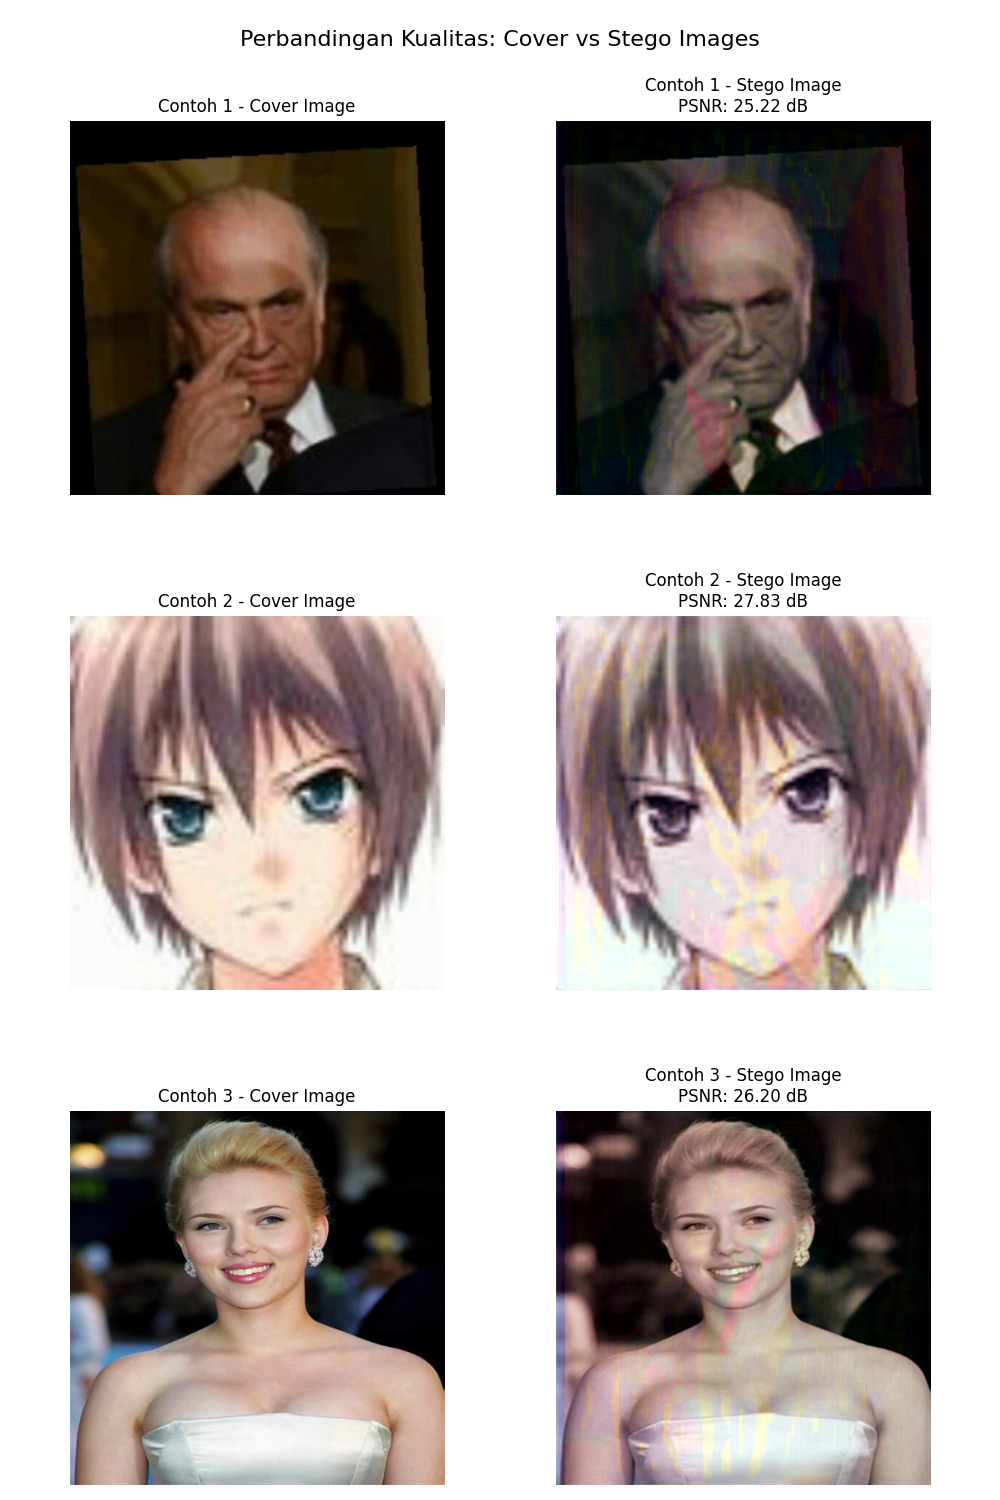 Perbandingan Kualitas: Cover vs Stego Images
Contoh 1 - Cover Image
Contoh 1 - Stego Image
PSNR: 25.22 dB
Contoh 2 - Cover Image
Contoh 2 - Stego Image
PSNR: 27.83 dB
Contoh 3 - Cover Image
Contoh 3 - Stego Image
PSNR: 26.20 dB